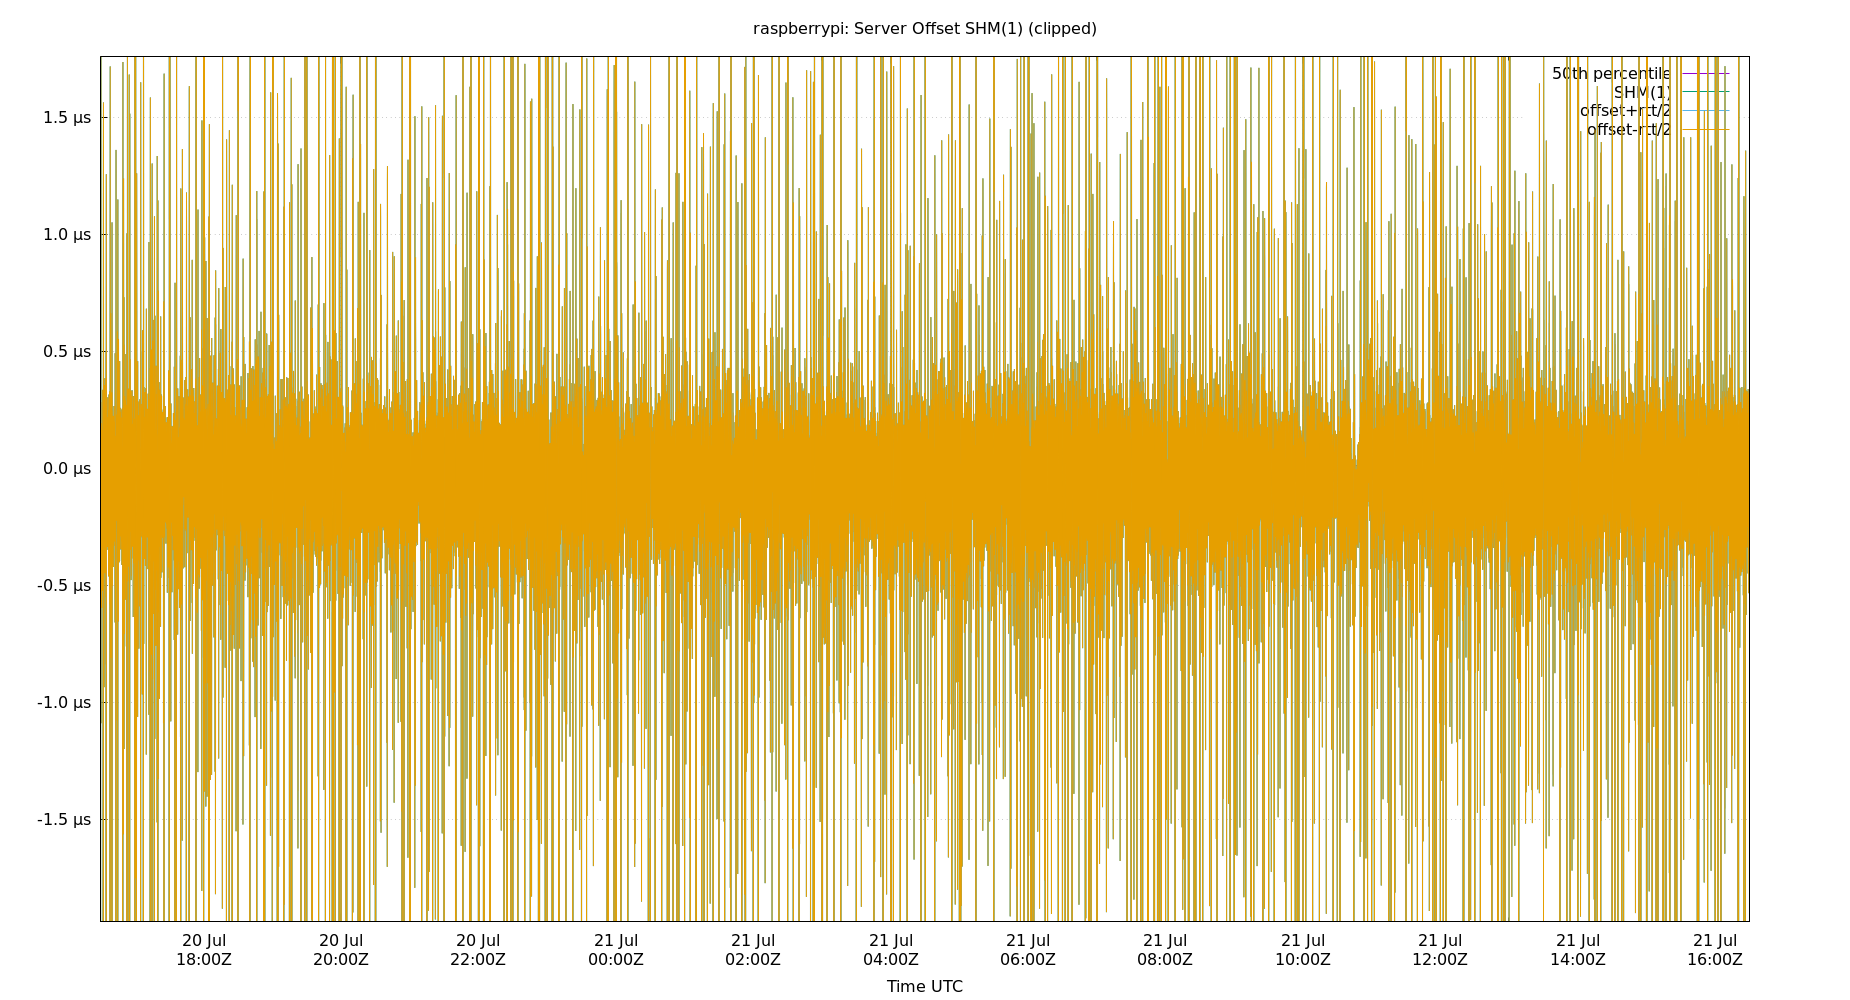 raspberrypi: Server Offset SHM(1) (clipped)
50th percentile
SHM(1)
offset+rtt/2
offset-rtt/2
1.5 µs
1.0 µs
0.5 µs
0.0 µs
-0.5 µs
-1.0 µs
-1.5 µs
20 Jul 20 Jul 20 Jul 21 Jul 21 Jul 21 Jul 21 Jul 21 Jul 21 Jul 21 Jul 21 Jul 21 Jul
18:00Z 20:00Z 22:00Z 00:00Z 02:00Z 04:00Z 06:00Z 08:00Z 10:00Z 12:00Z 14:00Z 16:00Z
Time UTC